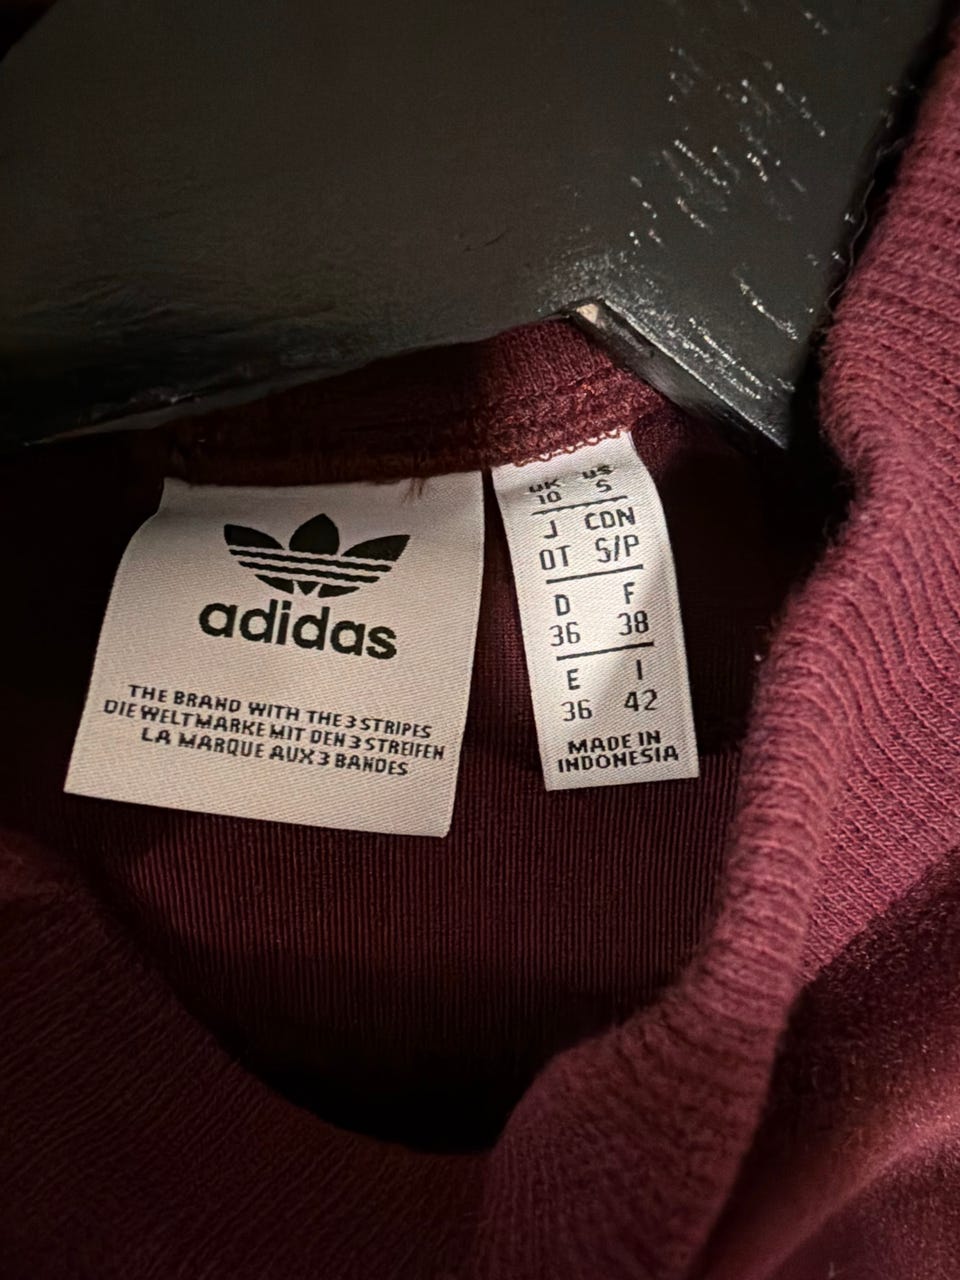 adidas
THE BRAND WITH THE 3 STRIPES
DIE WELTMARKE MIT DEN 3 STREIFEN
LA MARQUE AUX 3 BANDES
UK US
10 S
J CDN
OT S/P
D F
36 38
E I
36 42
MADE IN
INDONESIA